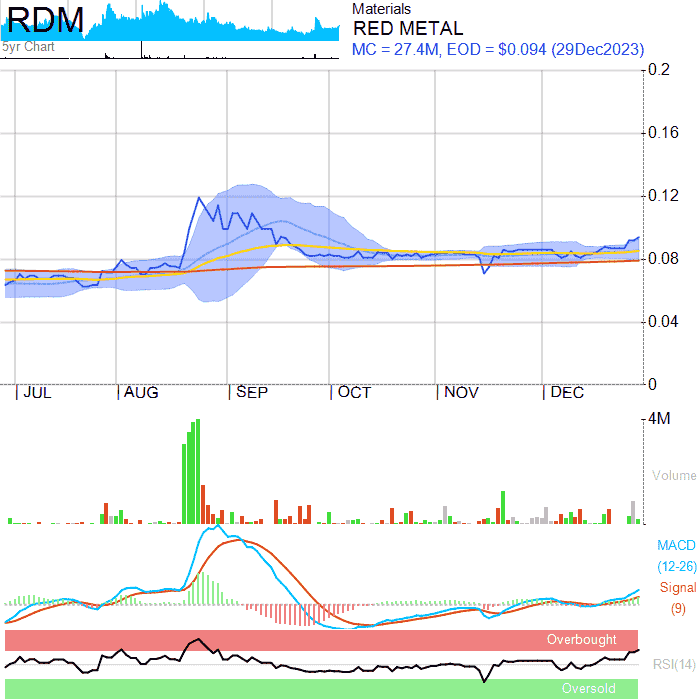 RDM
5yr Chart
Materials
RED METAL
MC = 27.4M, EOD = $0.094 (29Dec2023)
0.2
0.16
0.12
0.08
0.04
0
JUL AUG SEP OCT NOV DEC
4M
Volume
MACD
(12-26)
Signal
(9)
Overbought
RSI(14)
Oversold